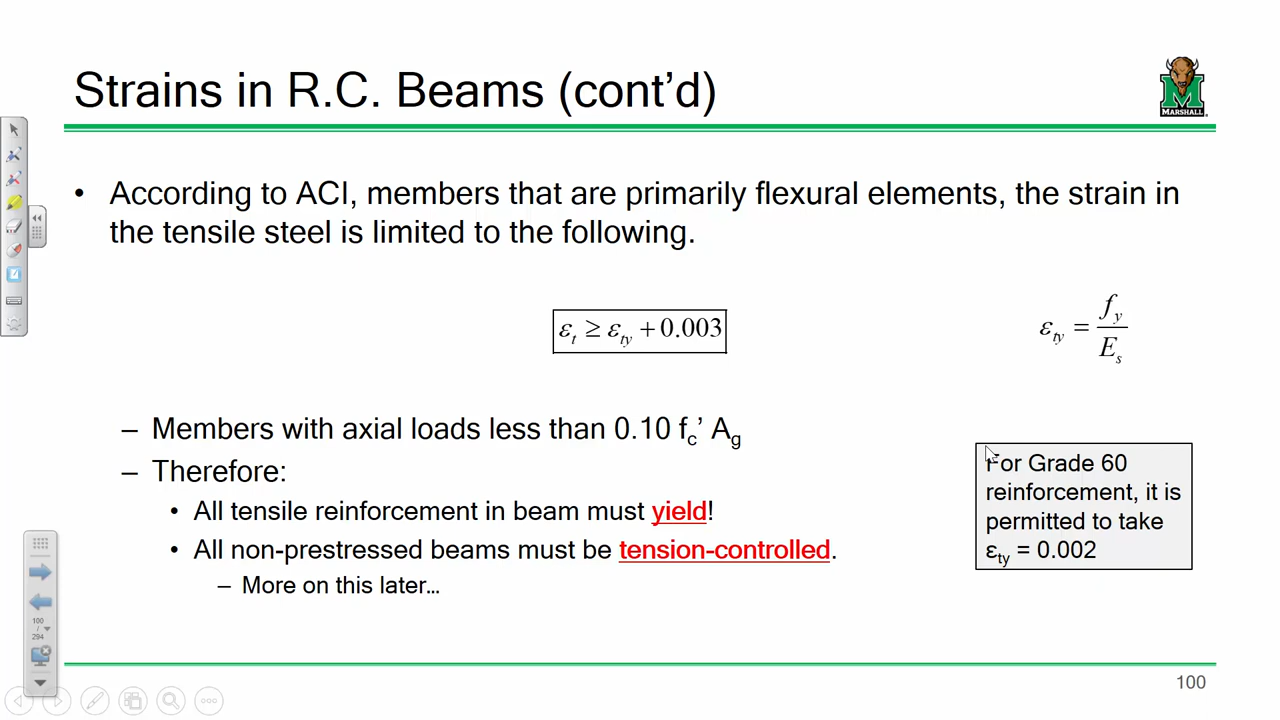 Strains in R.C. Beams (cont’d)
MARSHALL
• According to ACI, members that are primarily flexural elements, the strain in
the tensile steel is limited to the following.
εt ≥ εty + 0.003
εty = fy / Es
– Members with axial loads less than 0.10 fc’ Ag
– Therefore:
• All tensile reinforcement in beam must yield!
• All non-prestressed beams must be tension-controlled.
– More on this later…
For Grade 60
reinforcement, it is
permitted to take
εty = 0.002
100
/
294
100